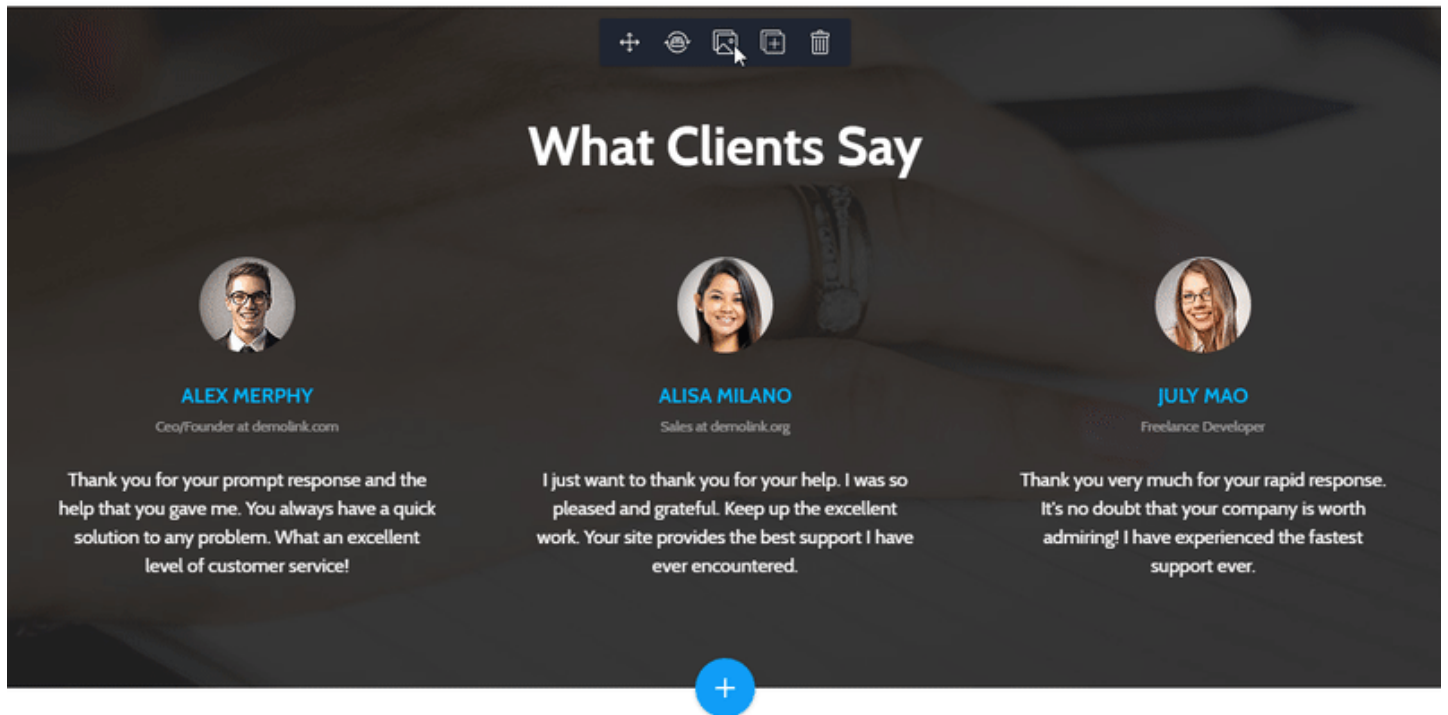 What Clients Say
ALEX MERPHY
Ceo/Founder at demolink.com
Thank you for your prompt response and the
help that you gave me. You always have a quick
solution to any problem. What an excellent
level of customer service!
ALISA MILANO
Sales at demolink.org
I just want to thank you for your help. I was so
pleased and grateful. Keep up the excellent
work. Your site provides the best support I have
ever encountered.
JULY MAO
Freelance Developer
Thank you very much for your rapid response.
It's no doubt that your company is worth
admiring! I have experienced the fastest
support ever.